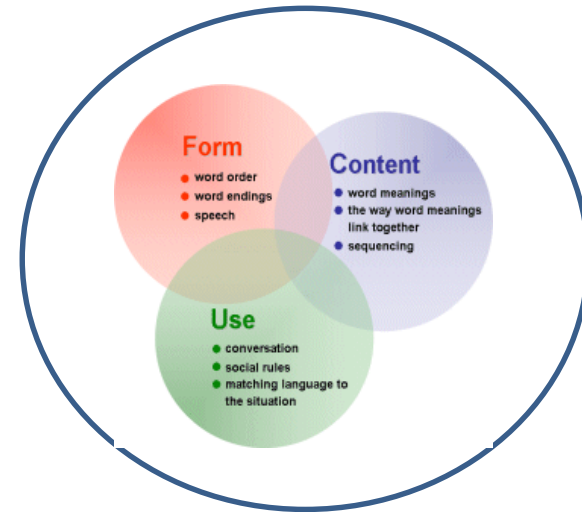 Form
word order
word endings
speech
Content
word meanings
the way word meanings
link together
sequencing
Use
conversation
social rules
matching language to
the situation